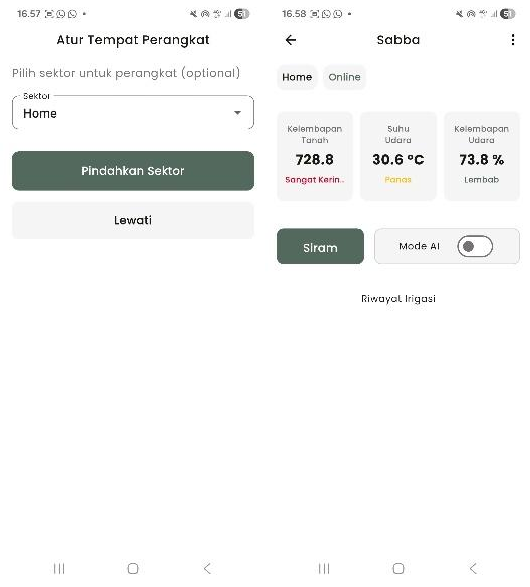 16.57
Atur Tempat Perangkat
Pilih sektor untuk perangkat (optional)
Sektor
Home
Pindahkan Sektor
Lewati
16.58
51
Sabba
Home
Online
Kelembapan
Tanah
728.8
Sangat Kerin..
Suhu
Udara
30.6 °C
Panas
Kelembapan
Udara
73.8 %
Lembab
Siram
Mode AI
Riwayat Irigasi